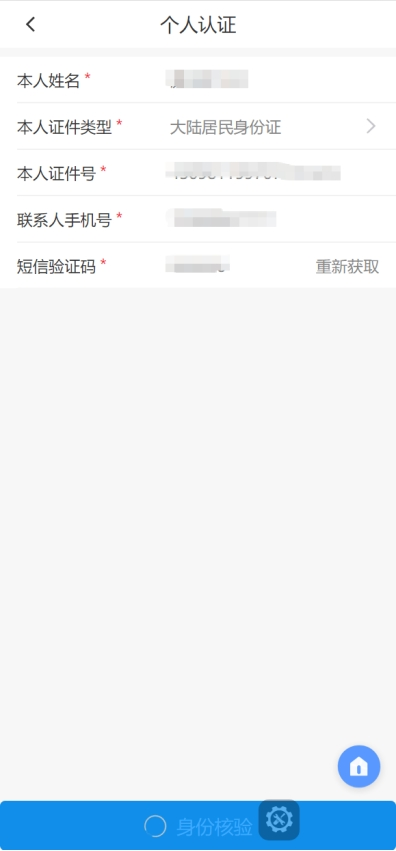 个人认证
本人姓名 *
本人证件类型 * 大陆居民身份证
本人证件号 *
联系人手机号 *
短信验证码 * 重新获取
身份核验